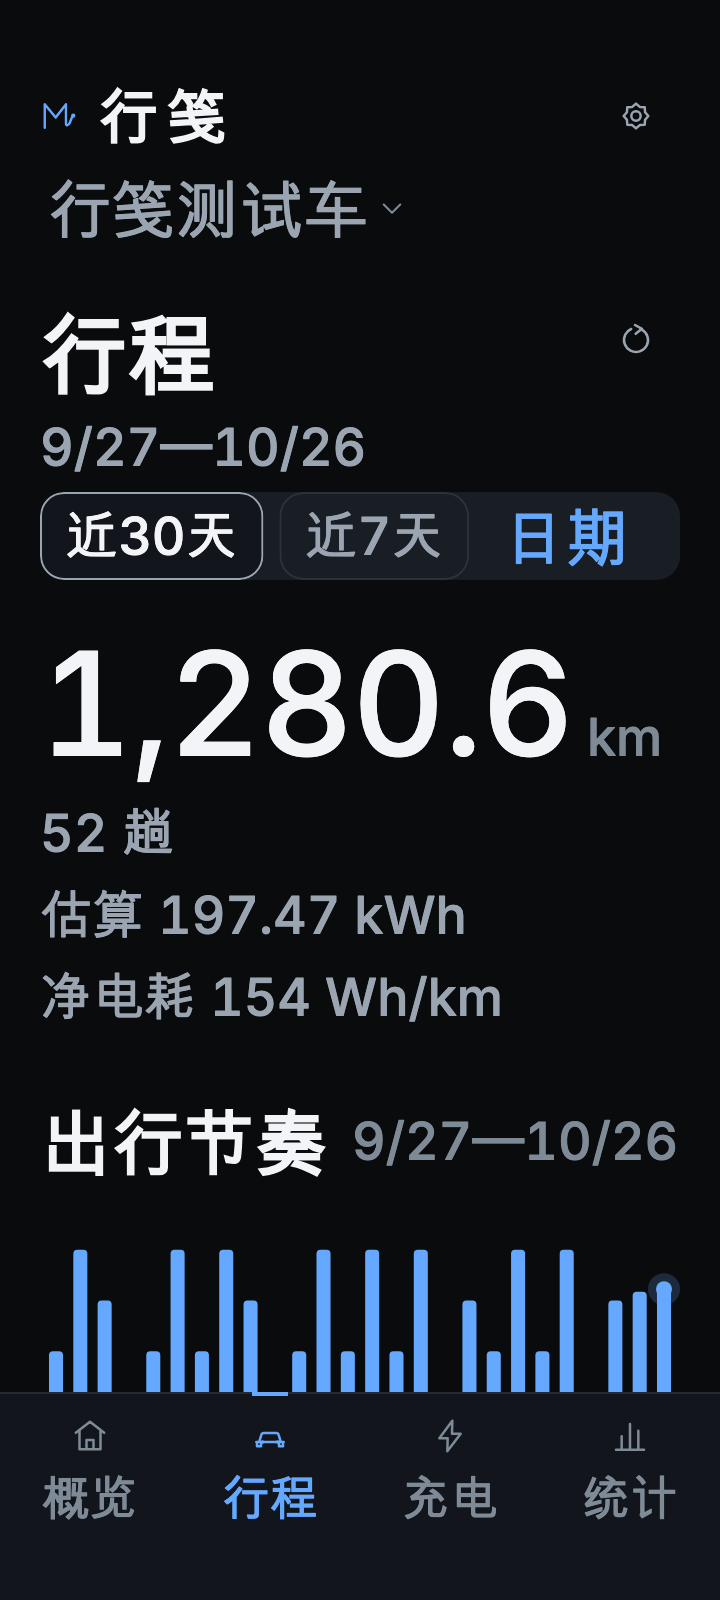 行笺
行笺测试车
行程
9/27—10/26
近30天 近7天 日期
1,280.6 km
52 趟
估算 197.47 kWh
净电耗 154 Wh/km
出行节奏 9/27—10/26
概览 行程 充电 统计